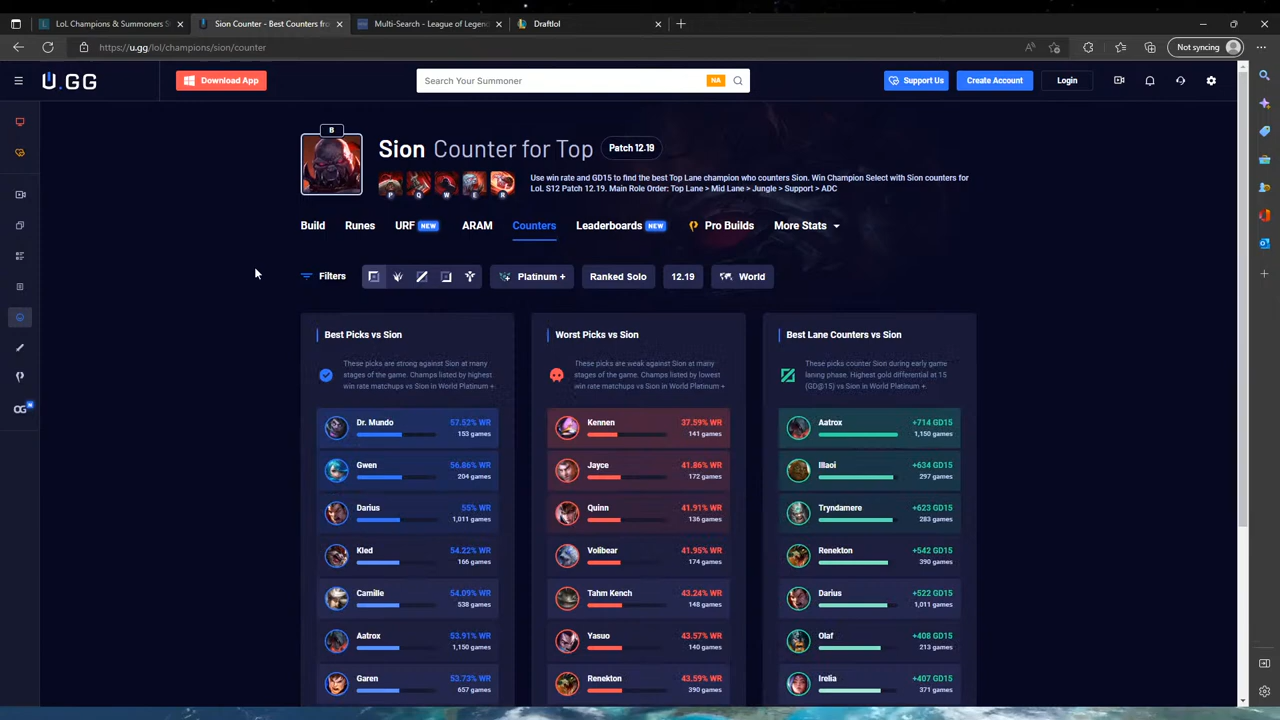 LoL Champions & Summoners S
Sion Counter - Best Counters fro
Multi-Search - League of Legend
Draftlol
https://u.gg/lol/champions/sion/counter
Not syncing
U.GG
Download App
Search Your Summoner
NA
Support Us
Create Account
Login
B
Sion Counter for Top
Patch 12.19
P Q W E R
Use win rate and GD15 to find the best Top Lane champion who counters Sion. Win Champion Select with Sion counters for
LoL S12 Patch 12.19. Main Role Order: Top Lane > Mid Lane > Jungle > Support > ADC
Build
Runes
URF NEW
ARAM
Counters
Leaderboards NEW
Pro Builds
More Stats
Filters
Platinum +
Ranked Solo
12.19
World
Best Picks vs Sion
These picks are strong against Sion at many
stages of the game. Champs listed by highest
win rate matchups vs Sion in World Platinum +.
Dr. Mundo 57.52% WR
153 games
Gwen 56.86% WR
204 games
Darius 55% WR
1,011 games
Kled 54.22% WR
166 games
Camille 54.09% WR
538 games
Aatrox 53.91% WR
1,150 games
Garen 53.73% WR
657 games
Worst Picks vs Sion
These picks are weak against Sion at many
stages of the game. Champs listed by lowest
win rate matchups vs Sion in World Platinum +
Kennen 37.59% WR
141 games
Jayce 41.86% WR
172 games
Quinn 41.91% WR
136 games
Volibear 41.95% WR
174 games
Tahm Kench 43.24% WR
148 games
Yasuo 43.57% WR
140 games
Renekton 43.59% WR
390 games
Best Lane Counters vs Sion
These picks counter Sion during early game
laning phase. Highest gold differential at 15
(GD@15) vs Sion in World Platinum +.
Aatrox +714 GD15
1,150 games
Illaoi +634 GD15
297 games
Tryndamere +623 GD15
283 games
Renekton +542 GD15
390 games
Darius +522 GD15
1,011 games
Olaf +408 GD15
213 games
Irelia +407 GD15
371 games